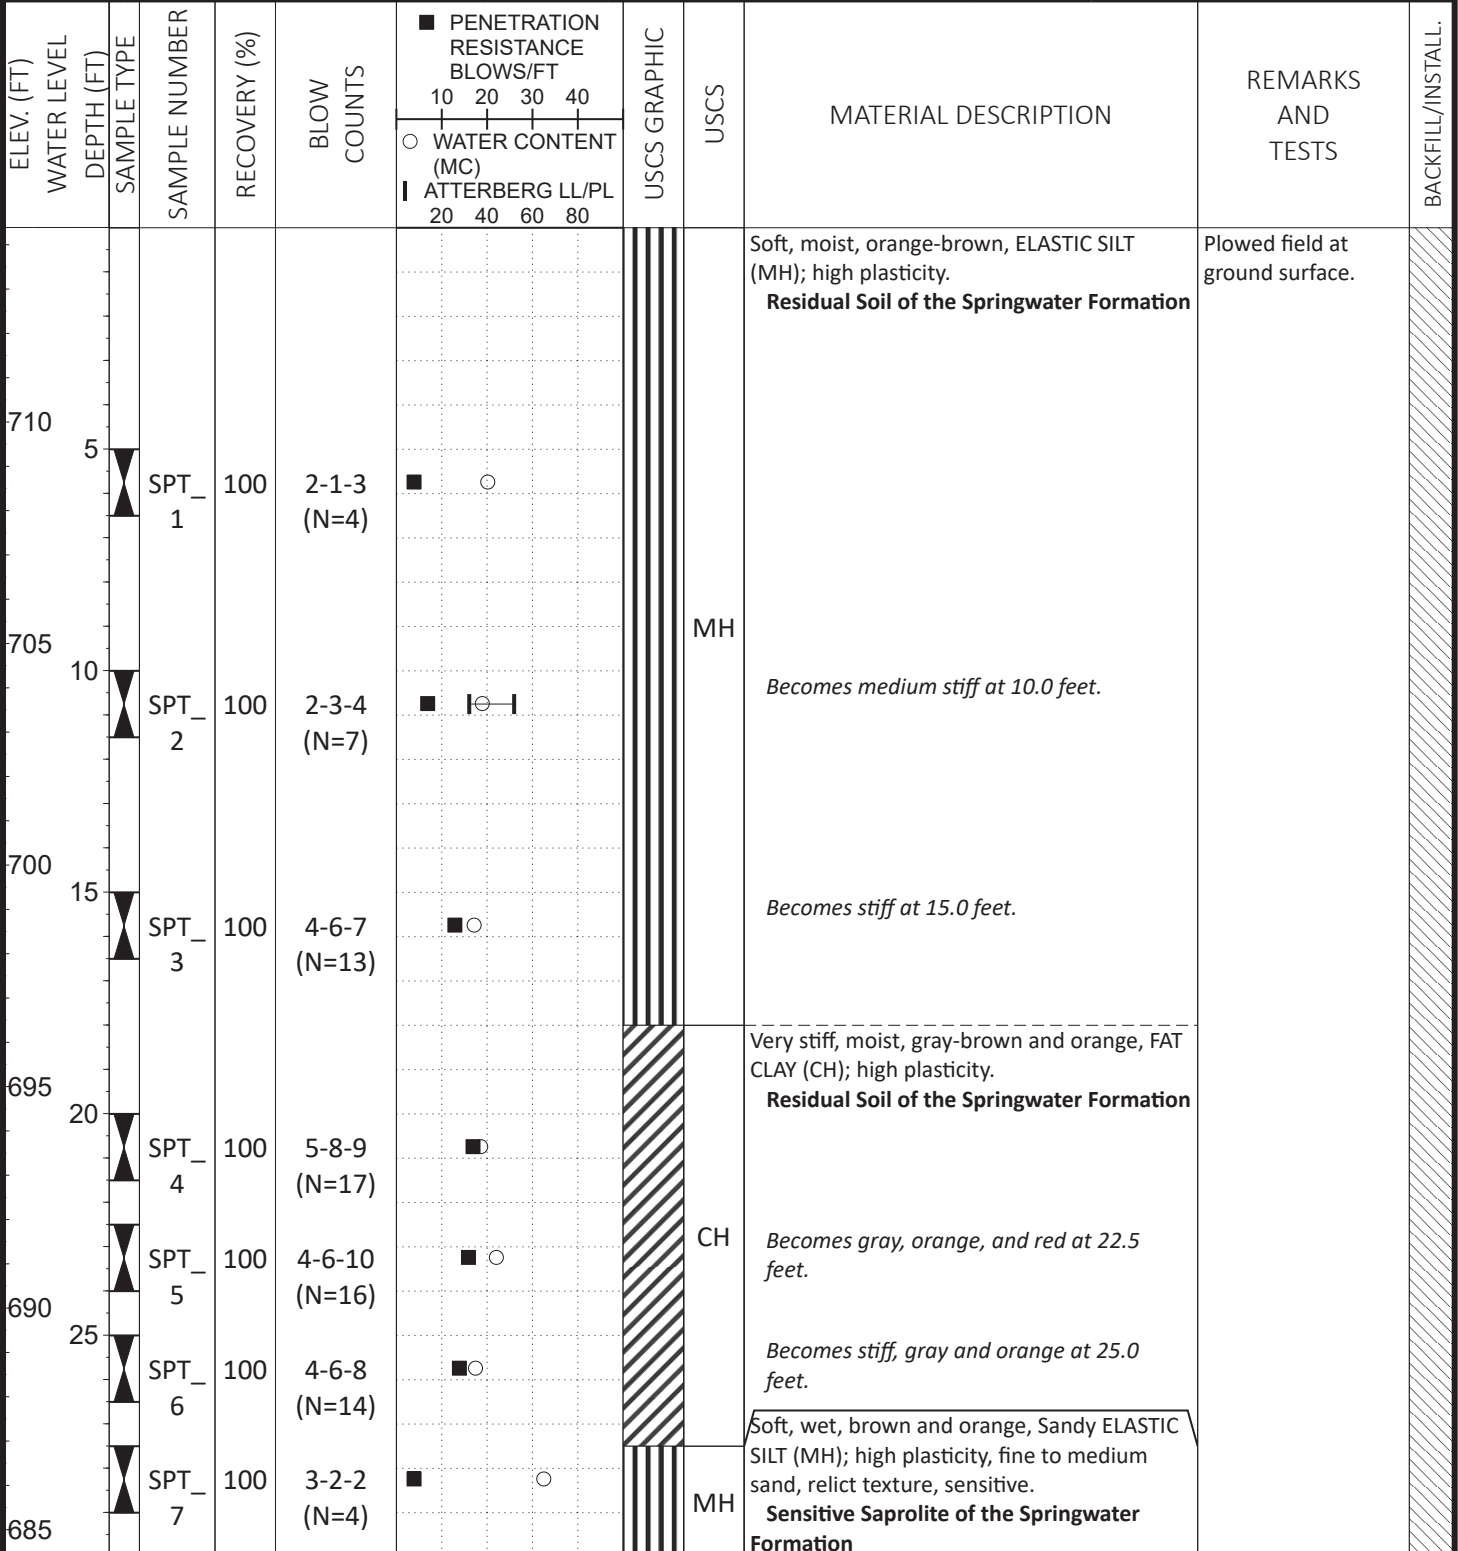 ELEV. (FT)
WATER LEVEL
DEPTH (FT)
SAMPLE TYPE
SAMPLE NUMBER
RECOVERY (%)
BLOW
COUNTS
PENETRATION
RESISTANCE
BLOWS/FT
10 20 30 40
WATER CONTENT
(MC)
ATTERBERG LL/PL
20 40 60 80
USCS GRAPHIC
USCS
MATERIAL DESCRIPTION
REMARKS
AND
TESTS
BACKFILL/INSTALL.
Soft, moist, orange-brown, ELASTIC SILT
(MH); high plasticity.
Residual Soil of the Springwater Formation
Plowed field at
ground surface.
710
5
SPT_
1
100
2-1-3
(N=4)
MH
705
10
SPT_
2
100
2-3-4
(N=7)
Becomes medium stiff at 10.0 feet.
700
15
SPT_
3
100
4-6-7
(N=13)
Becomes stiff at 15.0 feet.
Very stiff, moist, gray-brown and orange, FAT
CLAY (CH); high plasticity.
Residual Soil of the Springwater Formation
695
20
SPT_
4
100
5-8-9
(N=17)
CH
SPT_
5
100
4-6-10
(N=16)
Becomes gray, orange, and red at 22.5
feet.
690
25
SPT_
6
100
4-6-8
(N=14)
Becomes stiff, gray and orange at 25.0
feet.
Soft, wet, brown and orange, Sandy ELASTIC
SILT (MH); high plasticity, fine to medium
sand, relict texture, sensitive.
Sensitive Saprolite of the Springwater
Formation
SPT_
7
100
3-2-2
(N=4)
MH
685